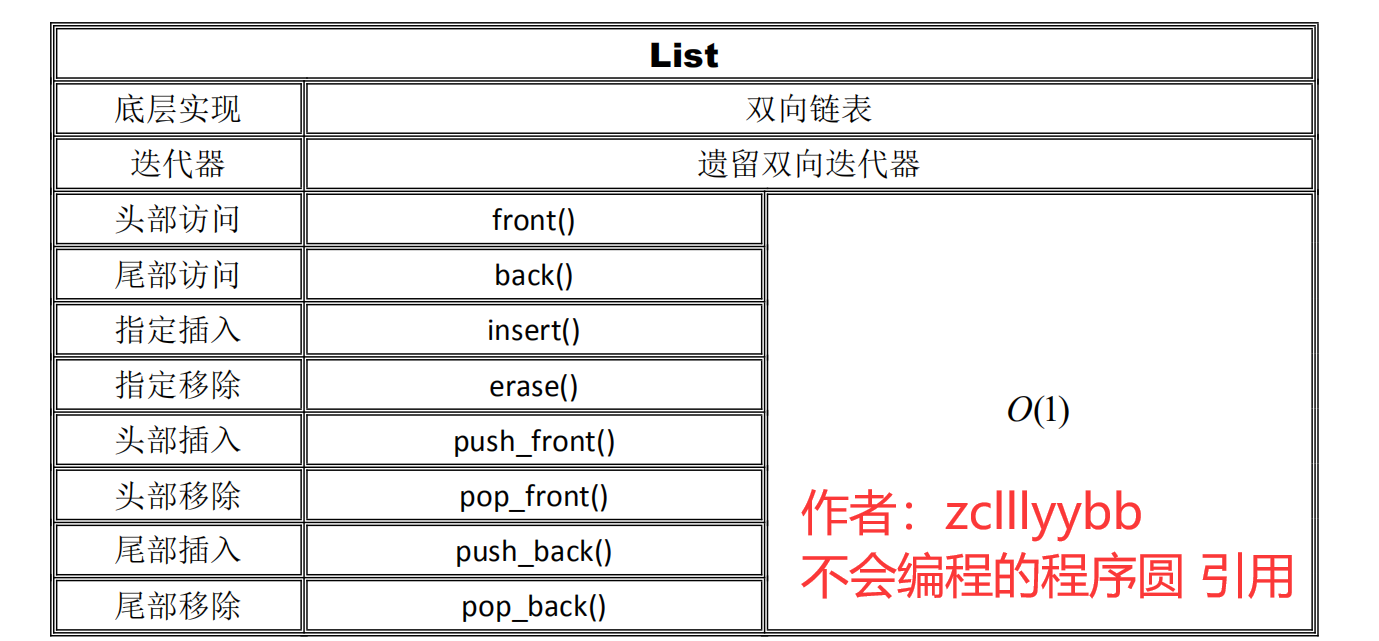 List
底层实现 双向链表
迭代器 遗留双向迭代器
头部访问 front()
尾部访问 back()
指定插入 insert()
指定移除 erase()
O(1)
头部插入 push_front()
头部移除 pop_front()
尾部插入 push_back()
尾部移除 pop_back()
作者：zclllyybb
不会编程的程序圆 引用